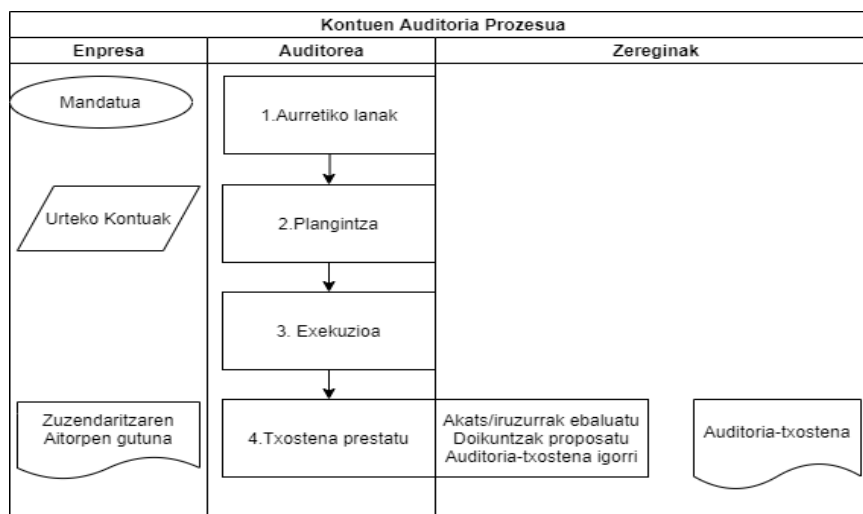 Kontuen Auditoria Prozesua
Enpresa
Auditorea
Zereginak
Mandatua
1.Aurretiko lanak
Urteko Kontuak
2.Plangintza
3. Exekuzioa
Zuzendaritzaren
Aitorpen gutuna
4.Txostena prestatu
Akats/iruzurrak ebaluatu
Doikuntzak proposatu
Auditoria-txostena igorri
Auditoria-txostena